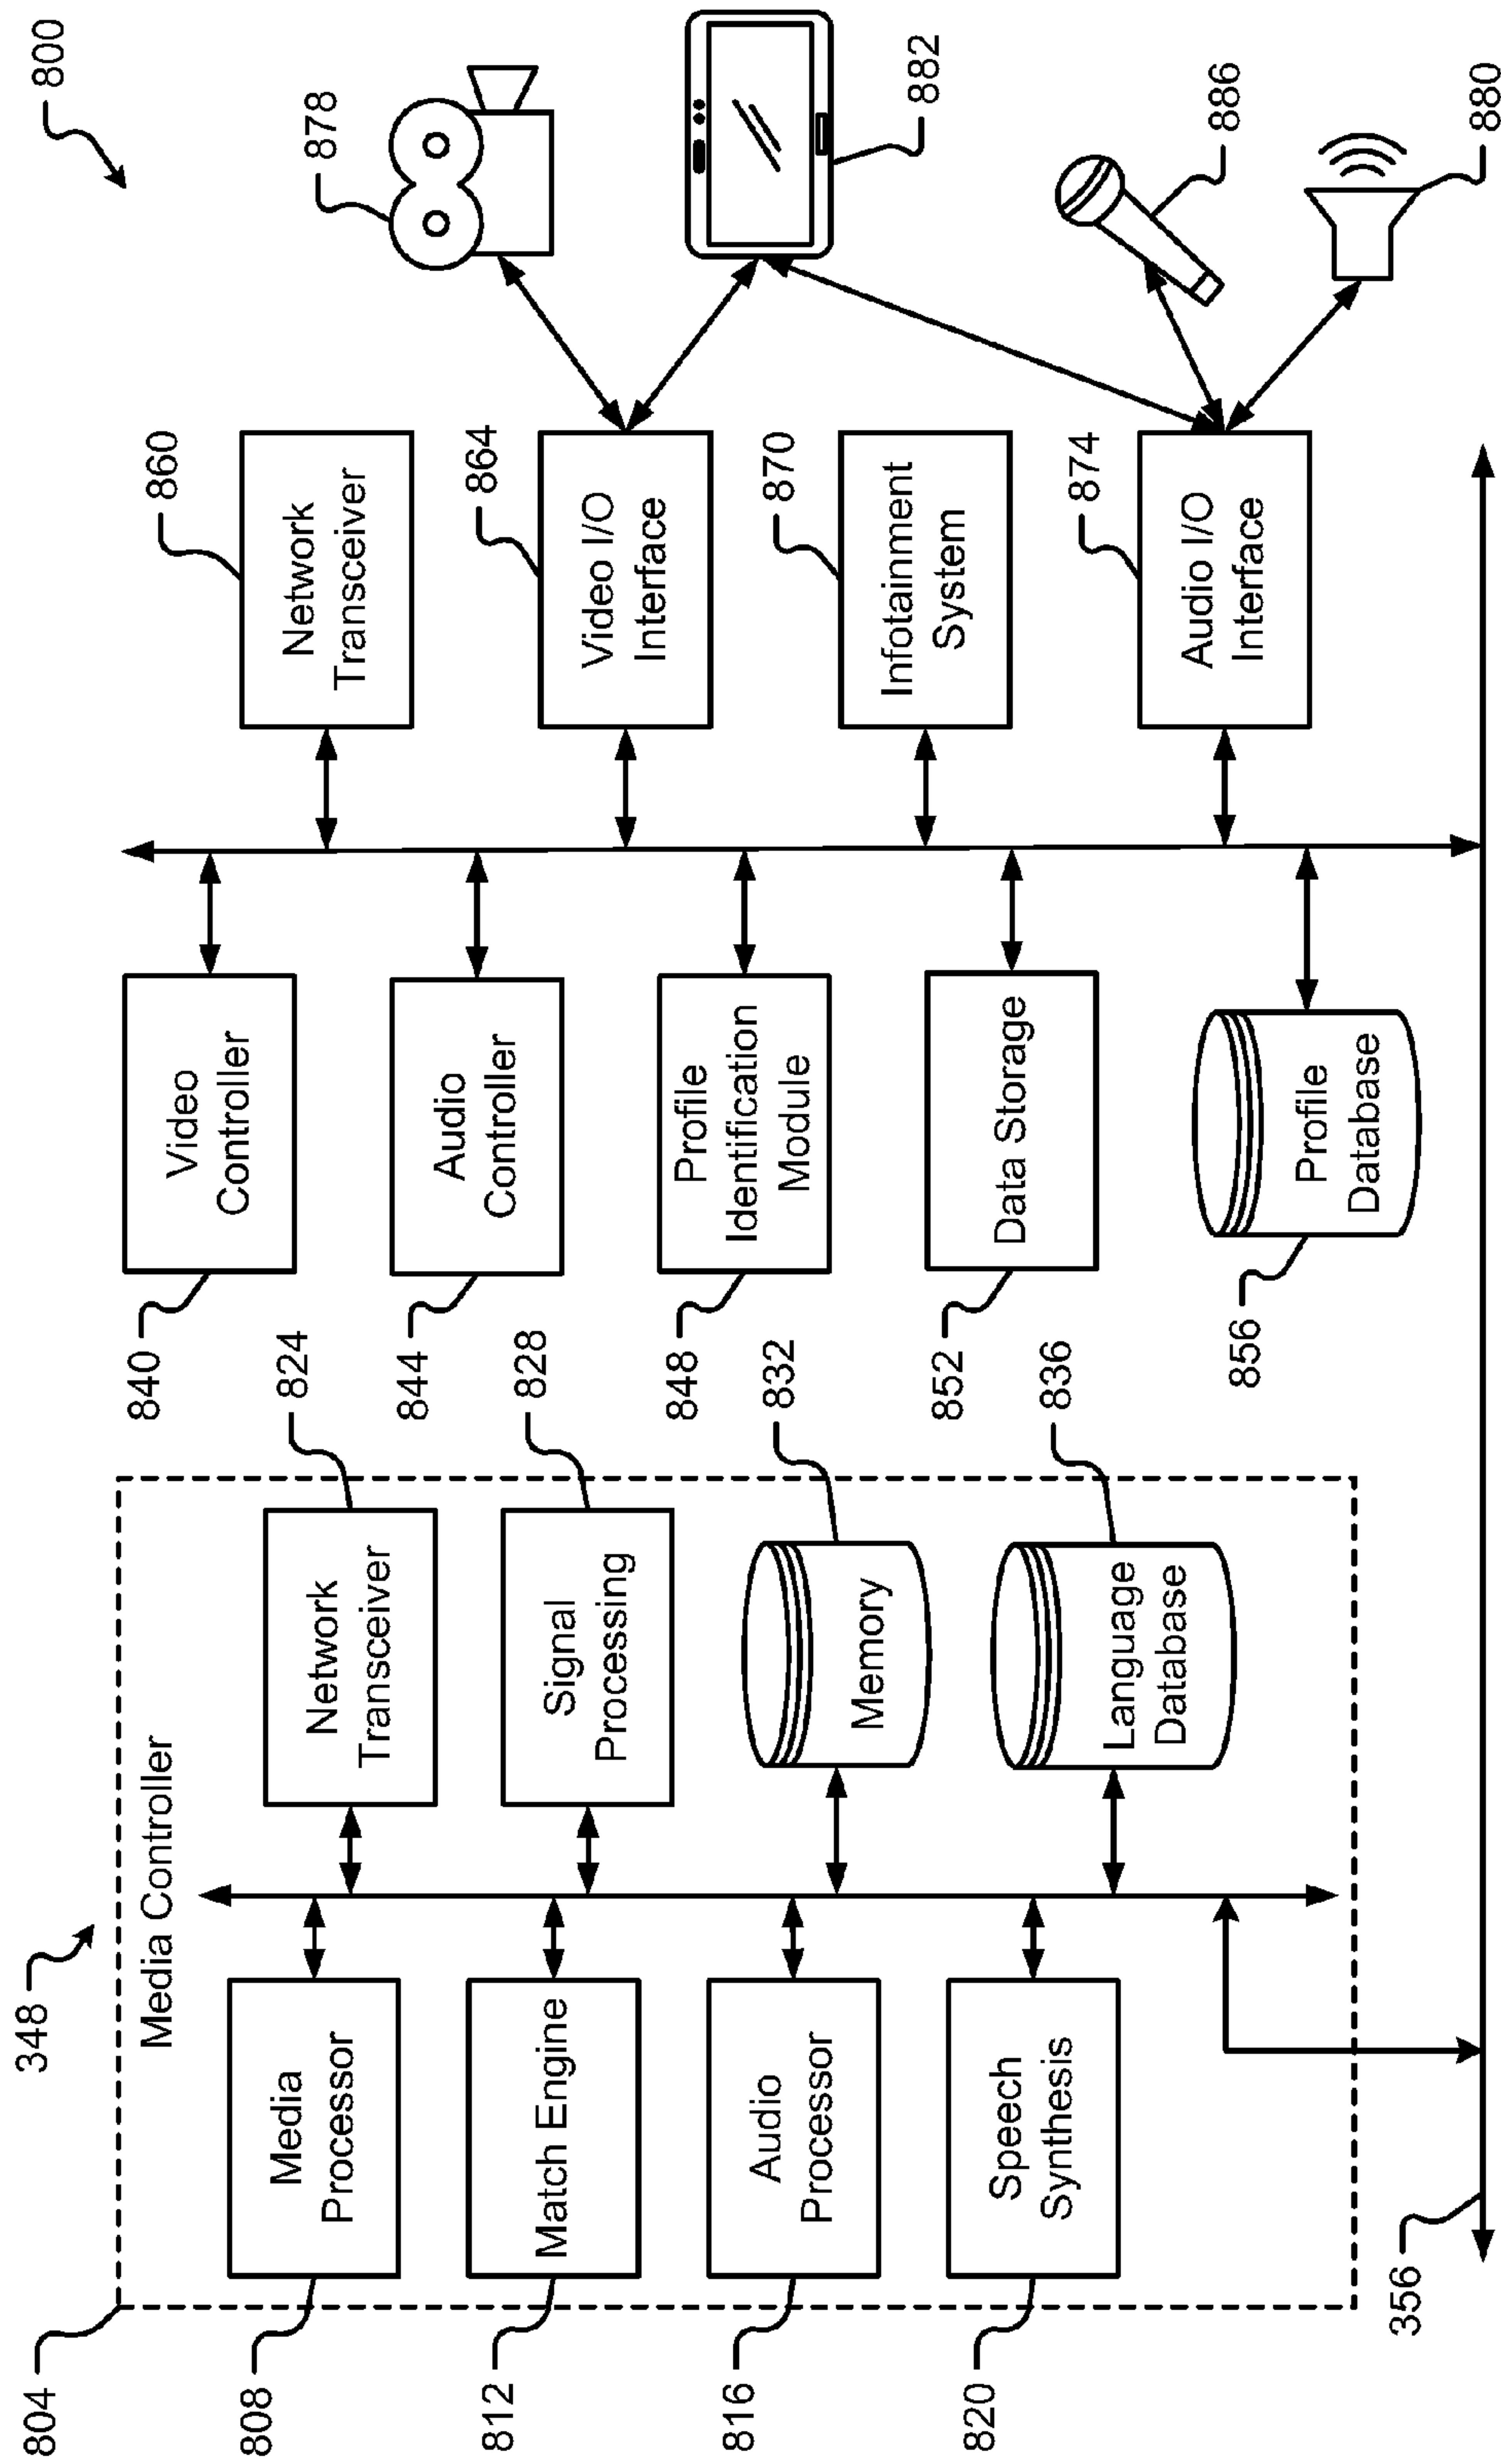 800
348
804
Media Controller
808
Media
Processor
812
Match Engine
816
Audio
Processor
820
Speech
Synthesis
824
Network
Transceiver
828
Signal
Processing
832
Memory
836
Language
Database
840
Video
Controller
844
Audio
Controller
848
Profile
Identification
Module
852
Data Storage
856
Profile
Database
860
Network
Transceiver
864
Video I/O
Interface
870
Infotainment
System
874
Audio I/O
Interface
878
882
886
880
356